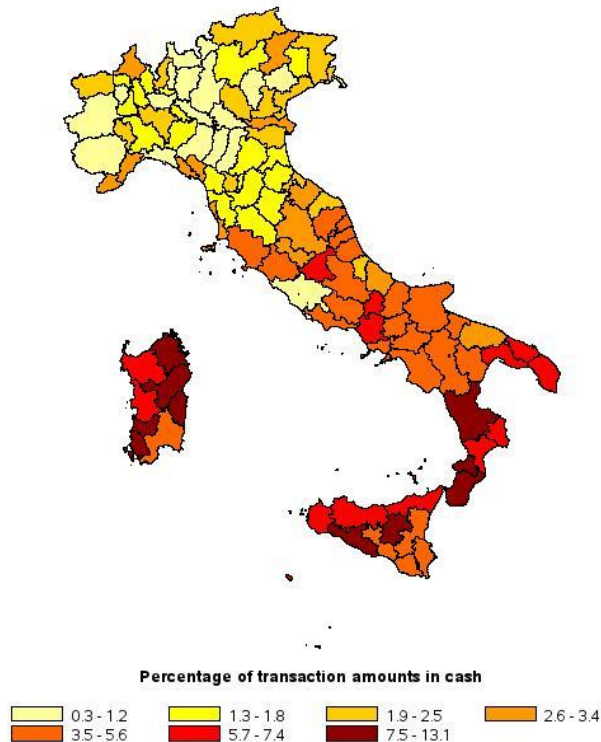 Percentage of transaction amounts in cash
0.3 - 1.2 1.3 - 1.8 1.9 - 2.5 2.6 - 3.4
3.5 - 5.6 5.7 - 7.4 7.5 - 13.1